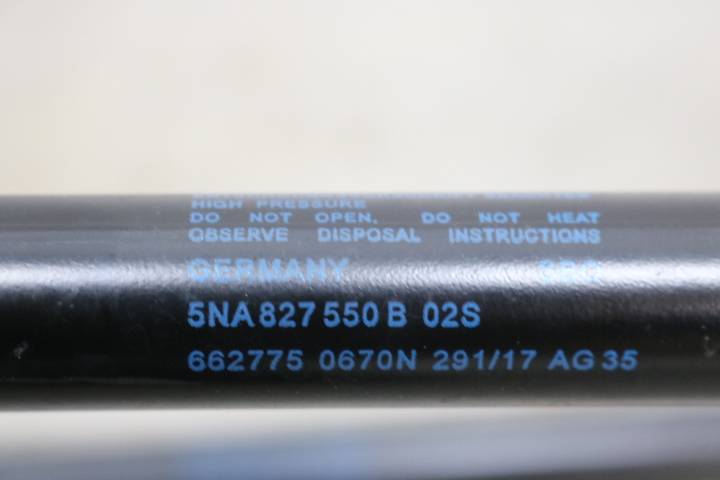 HIGH PRESSURE
DO NOT OPEN. DO NOT HEAT
OBSERVE DISPOSAL INSTRUCTIONS
GERMANY
5NA 827 550 B 02S
662775 0670N 291/17 AG 35